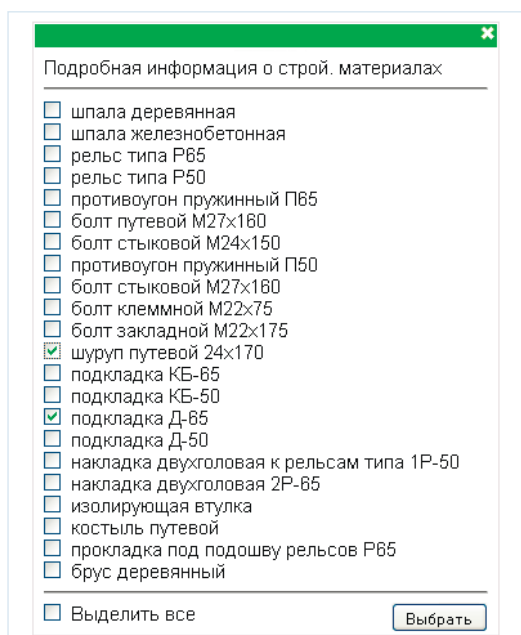 Подробная информация о строй. материалах
шпала деревянная
шпала железнобетонная
рельс типа Р65
рельс типа Р50
противоугон пружинный П65
болт путевой М27х160
болт стыковой М24х150
противоугон пружинный П50
болт стыковой М27х160
болт клеммной М22х75
болт закладной М22х175
шуруп путевой 24х170
подкладка КБ-65
подкладка КБ-50
подкладка Д-65
подкладка Д-50
накладка двухголовая к рельсам типа 1Р-50
накладка двухголовая 2Р-65
изолирующая втулка
костыль путевой
прокладка под подошву рельсов Р65
брус деревянный
Выделить все
Выбрать